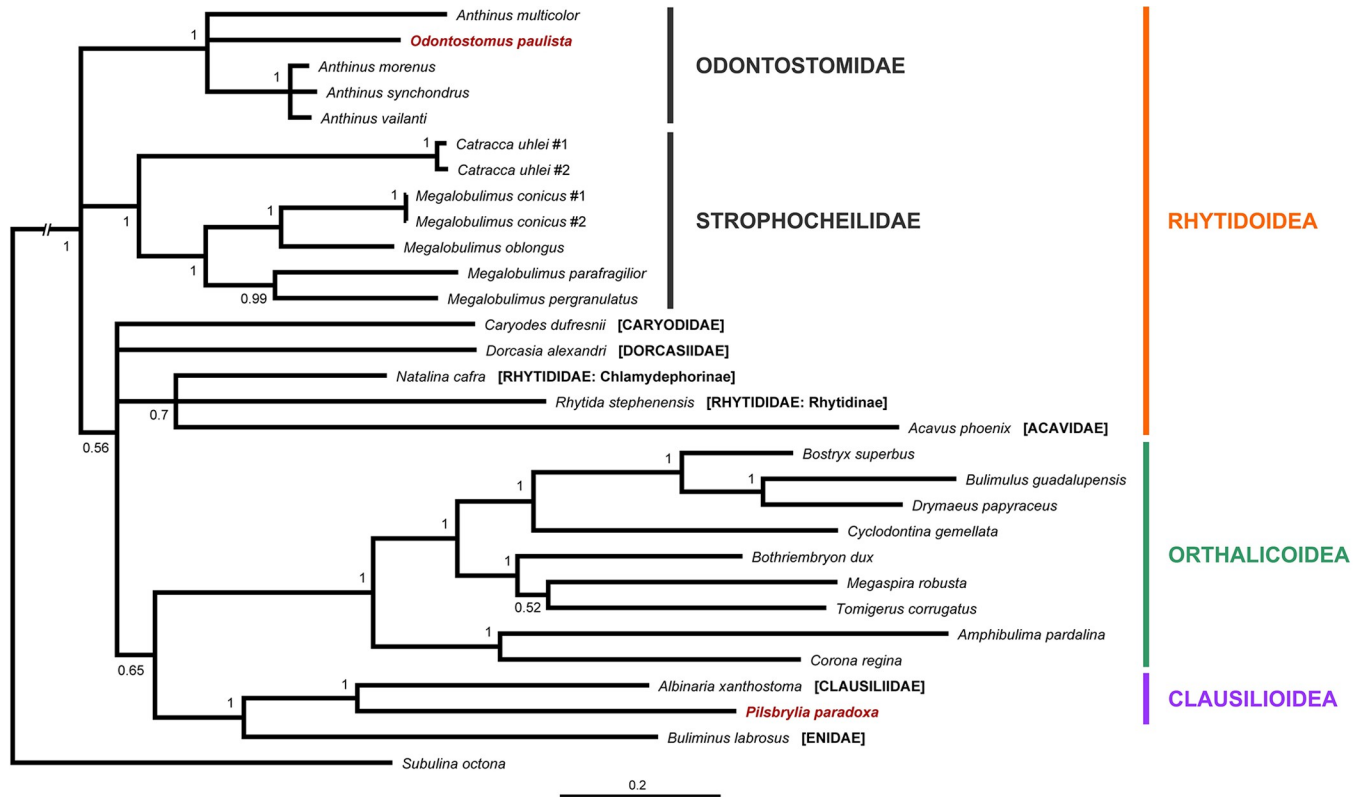 Anthinus multicolor
1
Odontostomus paulista
ODONTOSTOMIDAE
Anthinus morenus
1
Anthinus synchondrus
Anthinus vailanti
Catracca uhlei #1
1
Catracca uhlei #2
Megalobulimus conicus #1
1
1
Megalobulimus conicus #2
1
STROPHOCHEILIDAE
RHYTIDOIDEA
1
Megalobulimus oblongus
1
Megalobulimus parafragilior
0.99
Megalobulimus pergranulatus
Caryodes dufresnii [CARYODIDAE]
Dorcasia alexandri [DORCASIIDAE]
Natalina cafra [RHYTIDIDAE: Chlamydephorinae]
Rhytida stephenensis [RHYTIDIDAE: Rhytidinae]
0.7
Acavus phoenix [ACAVIDAE]
0.56
Bostryx superbus
1
Bulimulus guadalupensis
1
1
Drymaeus papyraceus
1
Cyclodontina gemellata
Bothriembryon dux
ORTHALICOIDEA
1
1
Megaspira robusta
0.52
Tomigerus corrugatus
Amphibulima pardalina
1
Corona regina
0.65
Albinaria xanthostoma [CLAUSILIIDAE]
1
CLAUSILIOIDEA
1
Pilsbrylia paradoxa
Buliminus labrosus [ENIDAE]
Subulina octona
0.2